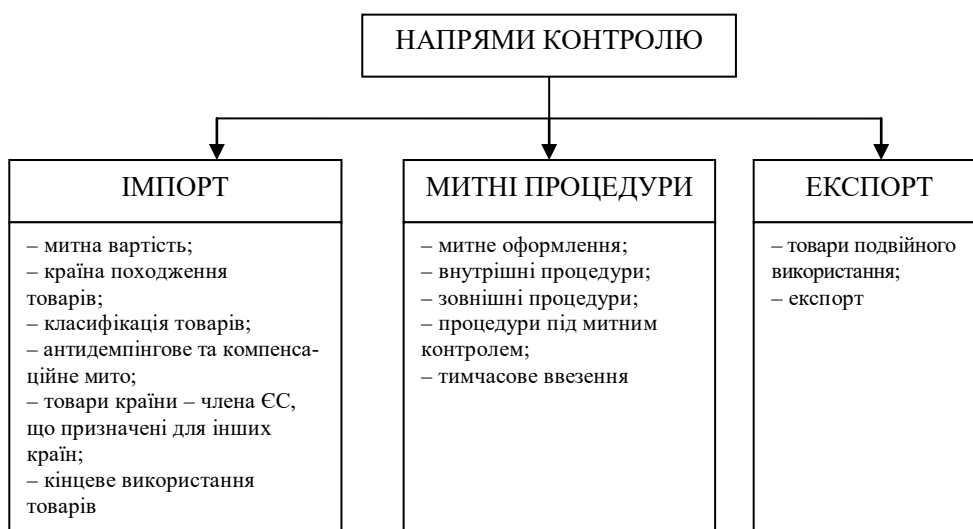 НАПРЯМИ КОНТРОЛЮ
ІМПОРТ
– митна вартість;
– країна походження
товарів;
– класифікація товарів;
– антидемпінгове та компенса-
ційне мито;
– товари країни – члена ЄС,
що призначені для інших
країн;
– кінцеве використання
товарів
МИТНІ ПРОЦЕДУРИ
– митне оформлення;
– внутрішні процедури;
– зовнішні процедури;
– процедури під митним
контролем;
– тимчасове ввезення
ЕКСПОРТ
– товари подвійного
використання;
– експорт